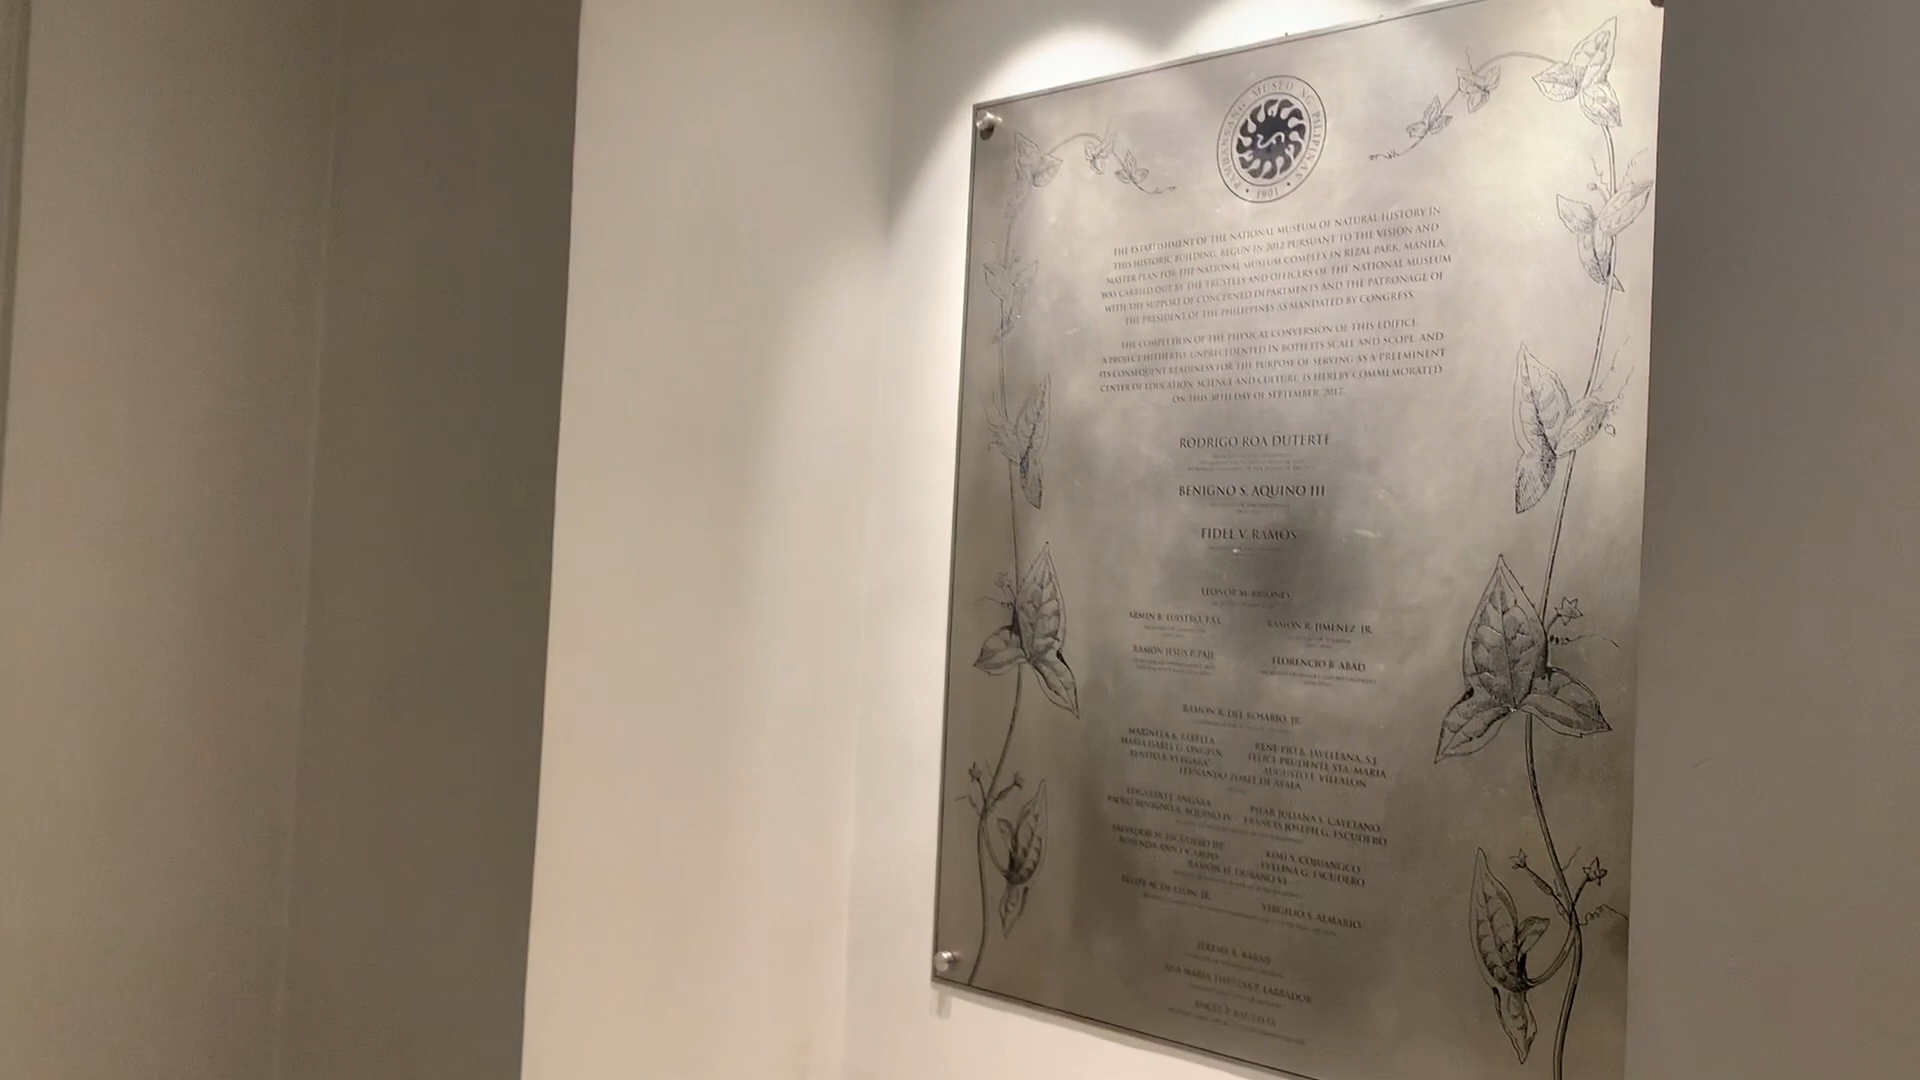 PAMBANSANG MUSEO NG PILIPINAS
• 1901 •
THE ESTABLISHMENT OF THE NATIONAL MUSEUM OF NATURAL HISTORY IN
THIS HISTORIC BUILDING, BEGUN IN 2012 PURSUANT TO THE VISION AND
MASTER PLAN FOR THE NATIONAL MUSEUM COMPLEX IN RIZAL PARK, MANILA,
WAS CARRIED OUT BY THE TRUSTEES AND OFFICERS OF THE NATIONAL MUSEUM
WITH THE SUPPORT OF CONCERNED DEPARTMENTS AND THE PATRONAGE OF
THE PRESIDENT OF THE PHILIPPINES AS MANDATED BY CONGRESS.
THE COMPLETION OF THE PHYSICAL CONVERSION OF THIS EDIFICE,
A PROJECT HITHERTO UNPRECEDENTED IN BOTH ITS SCALE AND SCOPE, AND
ITS CONSEQUENT READINESS FOR THE PURPOSE OF SERVING AS A PREEMINENT
CENTER OF EDUCATION, SCIENCE AND CULTURE, IS HEREBY COMMEMORATED
ON THIS 30TH DAY OF SEPTEMBER, 2017.
RODRIGO ROA DUTERTE
BENIGNO S. AQUINO III
FIDEL V. RAMOS
LEONOR M. BRIONES
ARMIN B. LUISTRO, F.S.C. RAMON R. JIMENEZ, JR.
RAMON JESUS P. PAJE FLORENCIO B. ABAD
RAMON R. DEL ROSARIO, JR.
RENE PIO B. JAVELLANA, S.J.
MARIA ISABEL G. ONGPIN FELICE PRUDENTE STA. MARIA
BENITO S. VERGARA AUGUSTO F. VILLALON
FERNANDO ZOBEL DE AYALA
EDGARDO J. ANGARA PILAR JULIANA S. CAYETANO
PAOLO BENIGNO A. AQUINO IV FRANCIS JOSEPH G. ESCUDERO
SALVADOR H. ESCUDERO III KIMI S. COJUANGCO
ROSENDA ANN OCAMPO EVELINA G. ESCUDERO
RAMON H. DURANO VI
FELIPE M. DE LEON, JR. VIRGILIO S. ALMARIO
JEREMY R. BARNS
ANA MARIA THERESA P. LABRADOR
ANGEL P. BAUTISTA